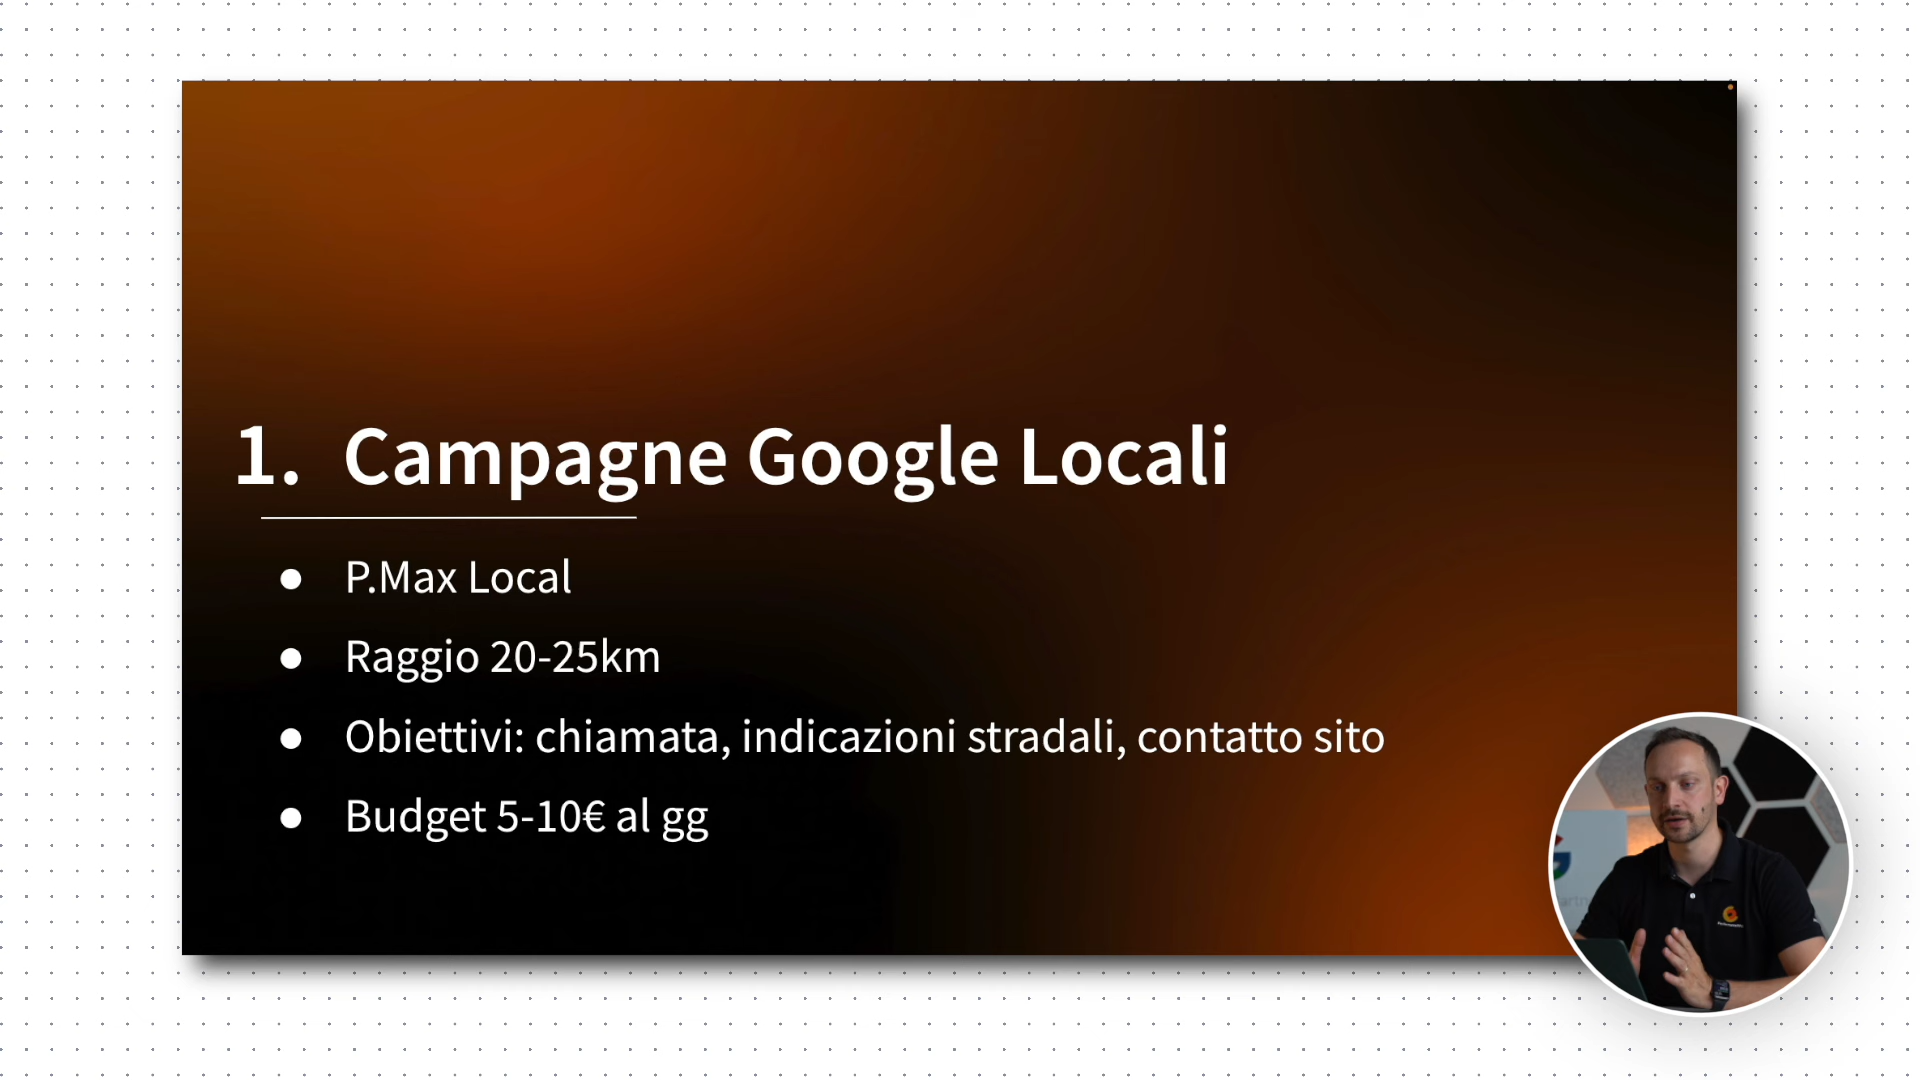 1. Campagne Google Locali
● P.Max Local
● Raggio 20-25km
● Obiettivi: chiamata, indicazioni stradali, contatto sito
● Budget 5-10€ al gg